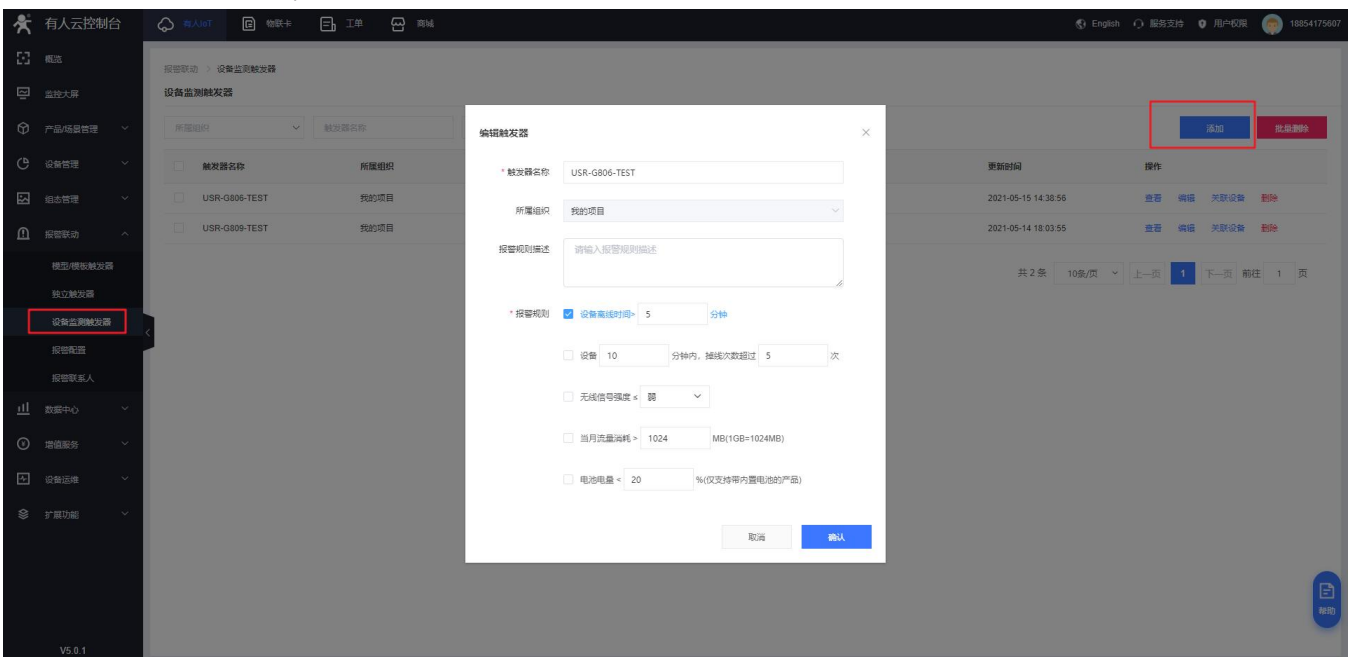 有人云控制台 有人IoT 物联卡 工单 商城 English 服务支持 用户权限 18854175607
概览
监控大屏
产品/场景管理
设备管理
组态管理
报警联动
模型/模板触发器
独立触发器
设备监测触发器
报警配置
报警联系人
数据中心
增值服务
设备运维
扩展功能
V5.0.1
报警联动 > 设备监测触发器
设备监测触发器
所属组织 触发器名称 添加 批量删除
触发器名称 所属组织 更新时间 操作
USR-G806-TEST 我的项目 2021-05-15 14:38:56 查看 编辑 关联设备 删除
USR-G809-TEST 我的项目 2021-05-14 18:03:55 查看 编辑 关联设备 删除
共 2 条 10条/页 上一页 1 下一页 前往 1 页
编辑触发器
* 触发器名称 USR-G806-TEST
所属组织 我的项目
报警规则描述 请输入报警规则描述
* 报警规则 设备离线时间> 5 分钟
设备 10 分钟内，掉线次数超过 5 次
无线信号强度 ≤ 弱
当月流量消耗 > 1024 MB(1GB=1024MB)
电池电量 < 20 %(仅支持带内置电池的产品)
取消 确认
帮助